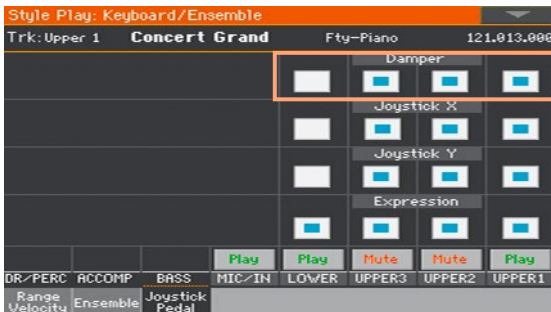 Style Play: Keyboard/Ensemble
Trk:Upper 1 Concert Grand Fty-Piano 121.013.000
Damper
Joystick X
Joystick Y
Expression
Play Play Mute Mute Play
DR/PERC ACCOMP BASS MIC/IN LOWER UPPER3 UPPER2 UPPER1
Range Velocity Ensemble Joystick Pedal